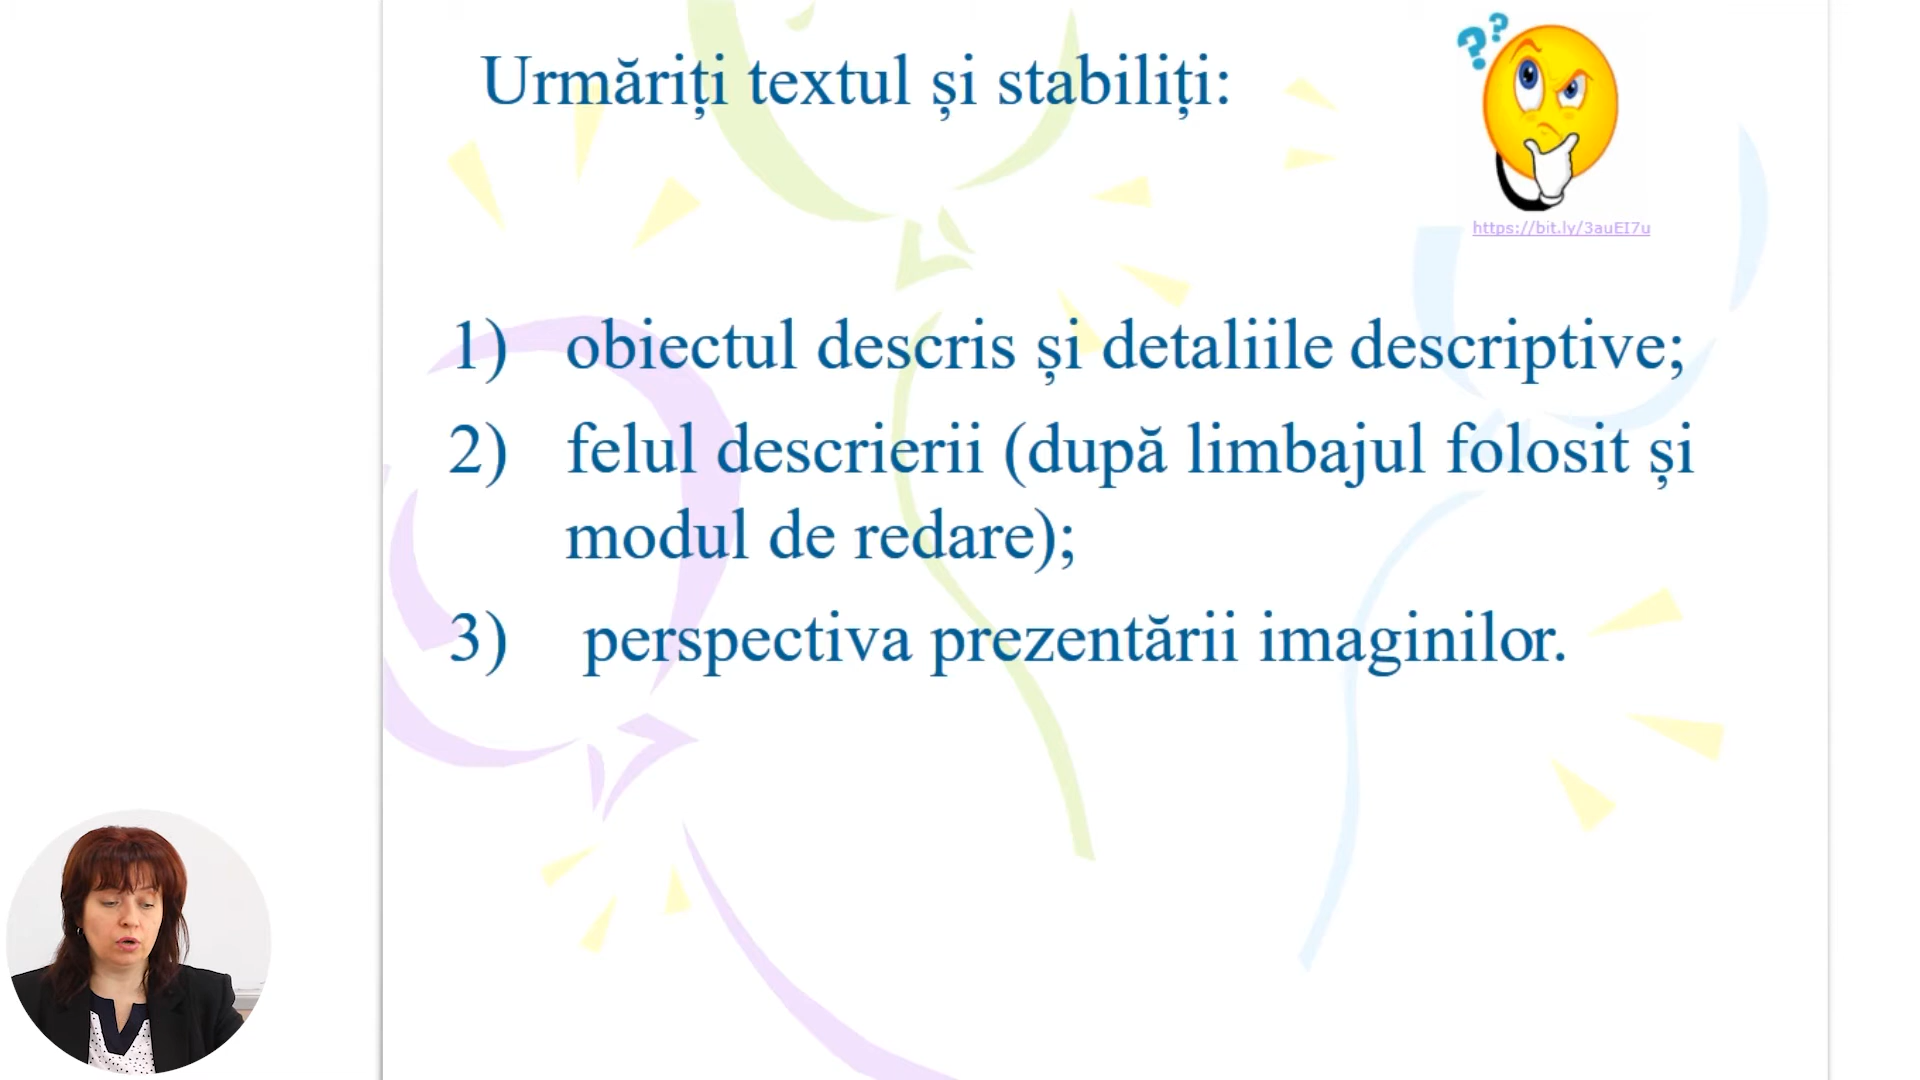 Urmăriți textul și stabiliți:
https://bit.ly/3auEI7u
1) obiectul descris și detaliile descriptive;
2) felul descrierii (după limbajul folosit și
modul de redare);
3) perspectiva prezentării imaginilor.